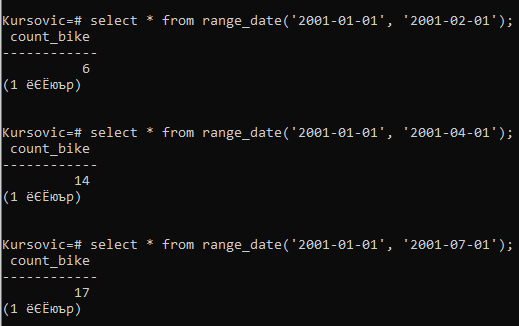 Kursovic=# select * from range_date('2001-01-01', '2001-02-01');
count_bike
------------
6
(1 ёЄЁюър)
Kursovic=# select * from range_date('2001-01-01', '2001-04-01');
count_bike
------------
14
(1 ёЄЁюър)
Kursovic=# select * from range_date('2001-01-01', '2001-07-01');
count_bike
------------
17
(1 ёЄЁюър)